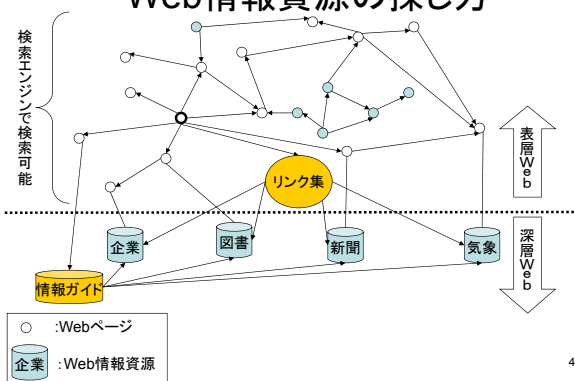 Web情報資源の探し方
検索エンジンで検索可能
表層Web
リンク集
深層Web
企業
図書
新聞
気象
情報ガイド
:Webページ
企業 :Web情報資源
4